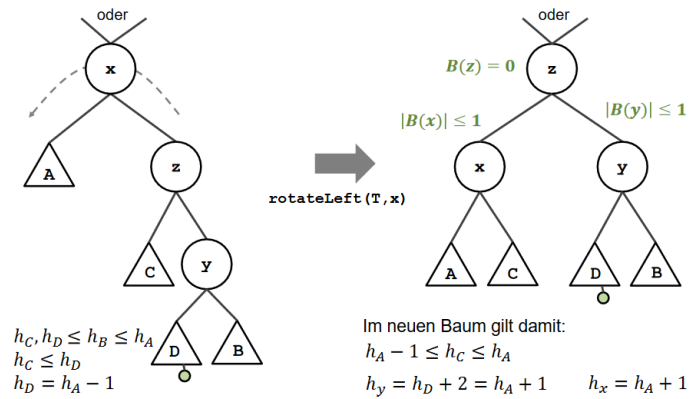 oder
x
A
z
C
y
D
B
h_C, h_D ≤ h_B ≤ h_A
h_C ≤ h_D
h_D = h_A − 1
rotateLeft(T,x)
oder
B(z) = 0
z
|B(x)| ≤ 1
|B(y)| ≤ 1
x
y
A
C
D
B
Im neuen Baum gilt damit:
h_A − 1 ≤ h_C ≤ h_A
h_y = h_D + 2 = h_A + 1 h_x = h_A + 1